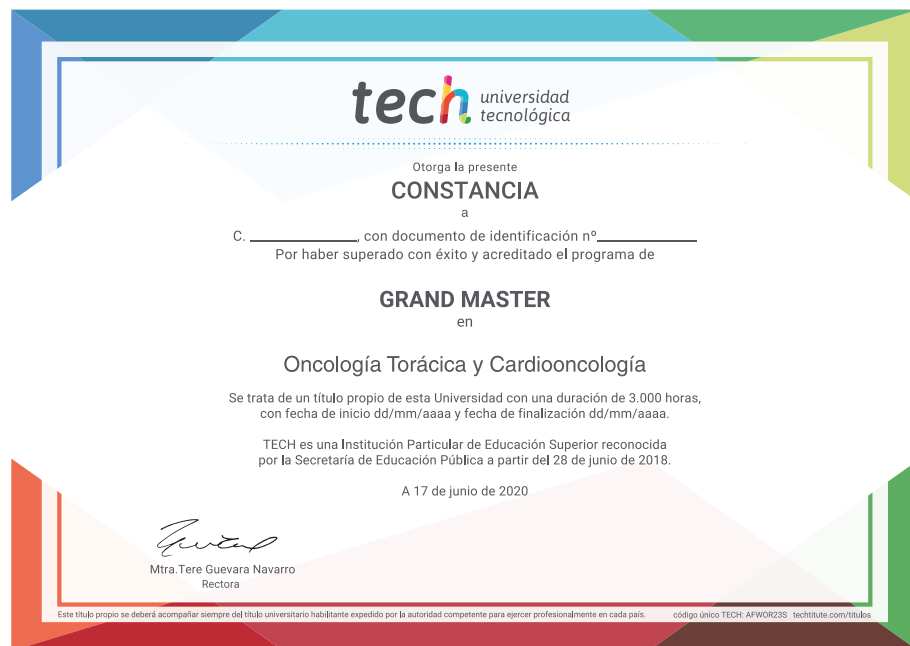 tech universidad
tecnológica
Otorga la presente
CONSTANCIA
a
C. ____________, con documento de identificación nº____________
Por haber superado con éxito y acreditado el programa de
GRAND MASTER
en
Oncología Torácica y Cardiooncología
Se trata de un título propio de esta Universidad con una duración de 3.000 horas,
con fecha de inicio dd/mm/aaaa y fecha de finalización dd/mm/aaaa.
TECH es una Institución Particular de Educación Superior reconocida
por la Secretaría de Educación Pública a partir del 28 de junio de 2018.
A 17 de junio de 2020
Mtra.Tere Guevara Navarro
Rectora
Este título propio se deberá acompañar siempre del título universitario habilitante expedido por la autoridad competente para ejercer profesionalmente en cada país. código único TECH: AFWOR23S techtitute.com/titulos